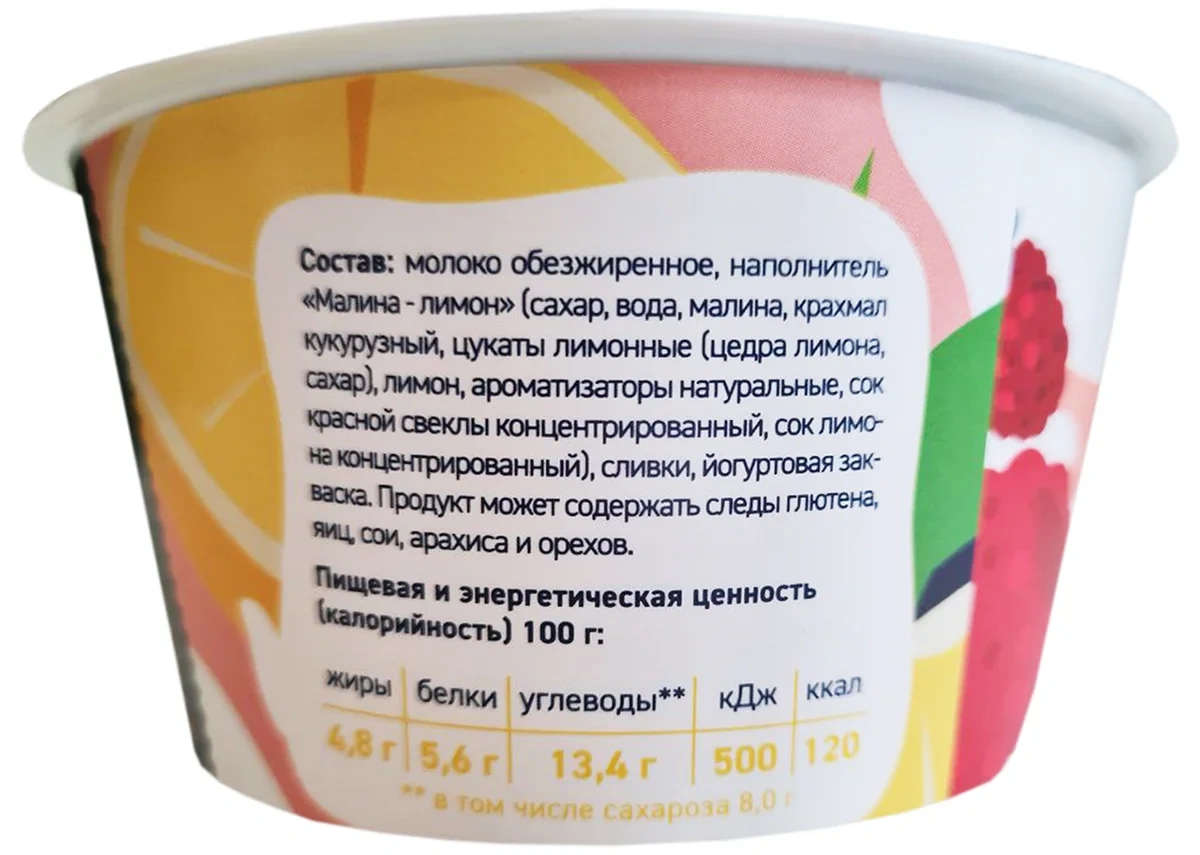 Состав: молоко обезжиренное, наполнитель
«Малина - лимон» (сахар, вода, малина, крахмал
кукурузный, цукаты лимонные (цедра лимона,
сахар), лимон, ароматизаторы натуральные, сок
красной свеклы концентрированный, сок лимо-
на концентрированный), сливки, йогуртовая зак-
васка. Продукт может содержать следы глютена,
яиц, сои, арахиса и орехов.
Пищевая и энергетическая ценность
(калорийность) 100 г:
жиры белки углеводы** кДж ккал
4,8 г 5,6 г 13,4 г 500 120
** в том числе сахароза 8,0 г